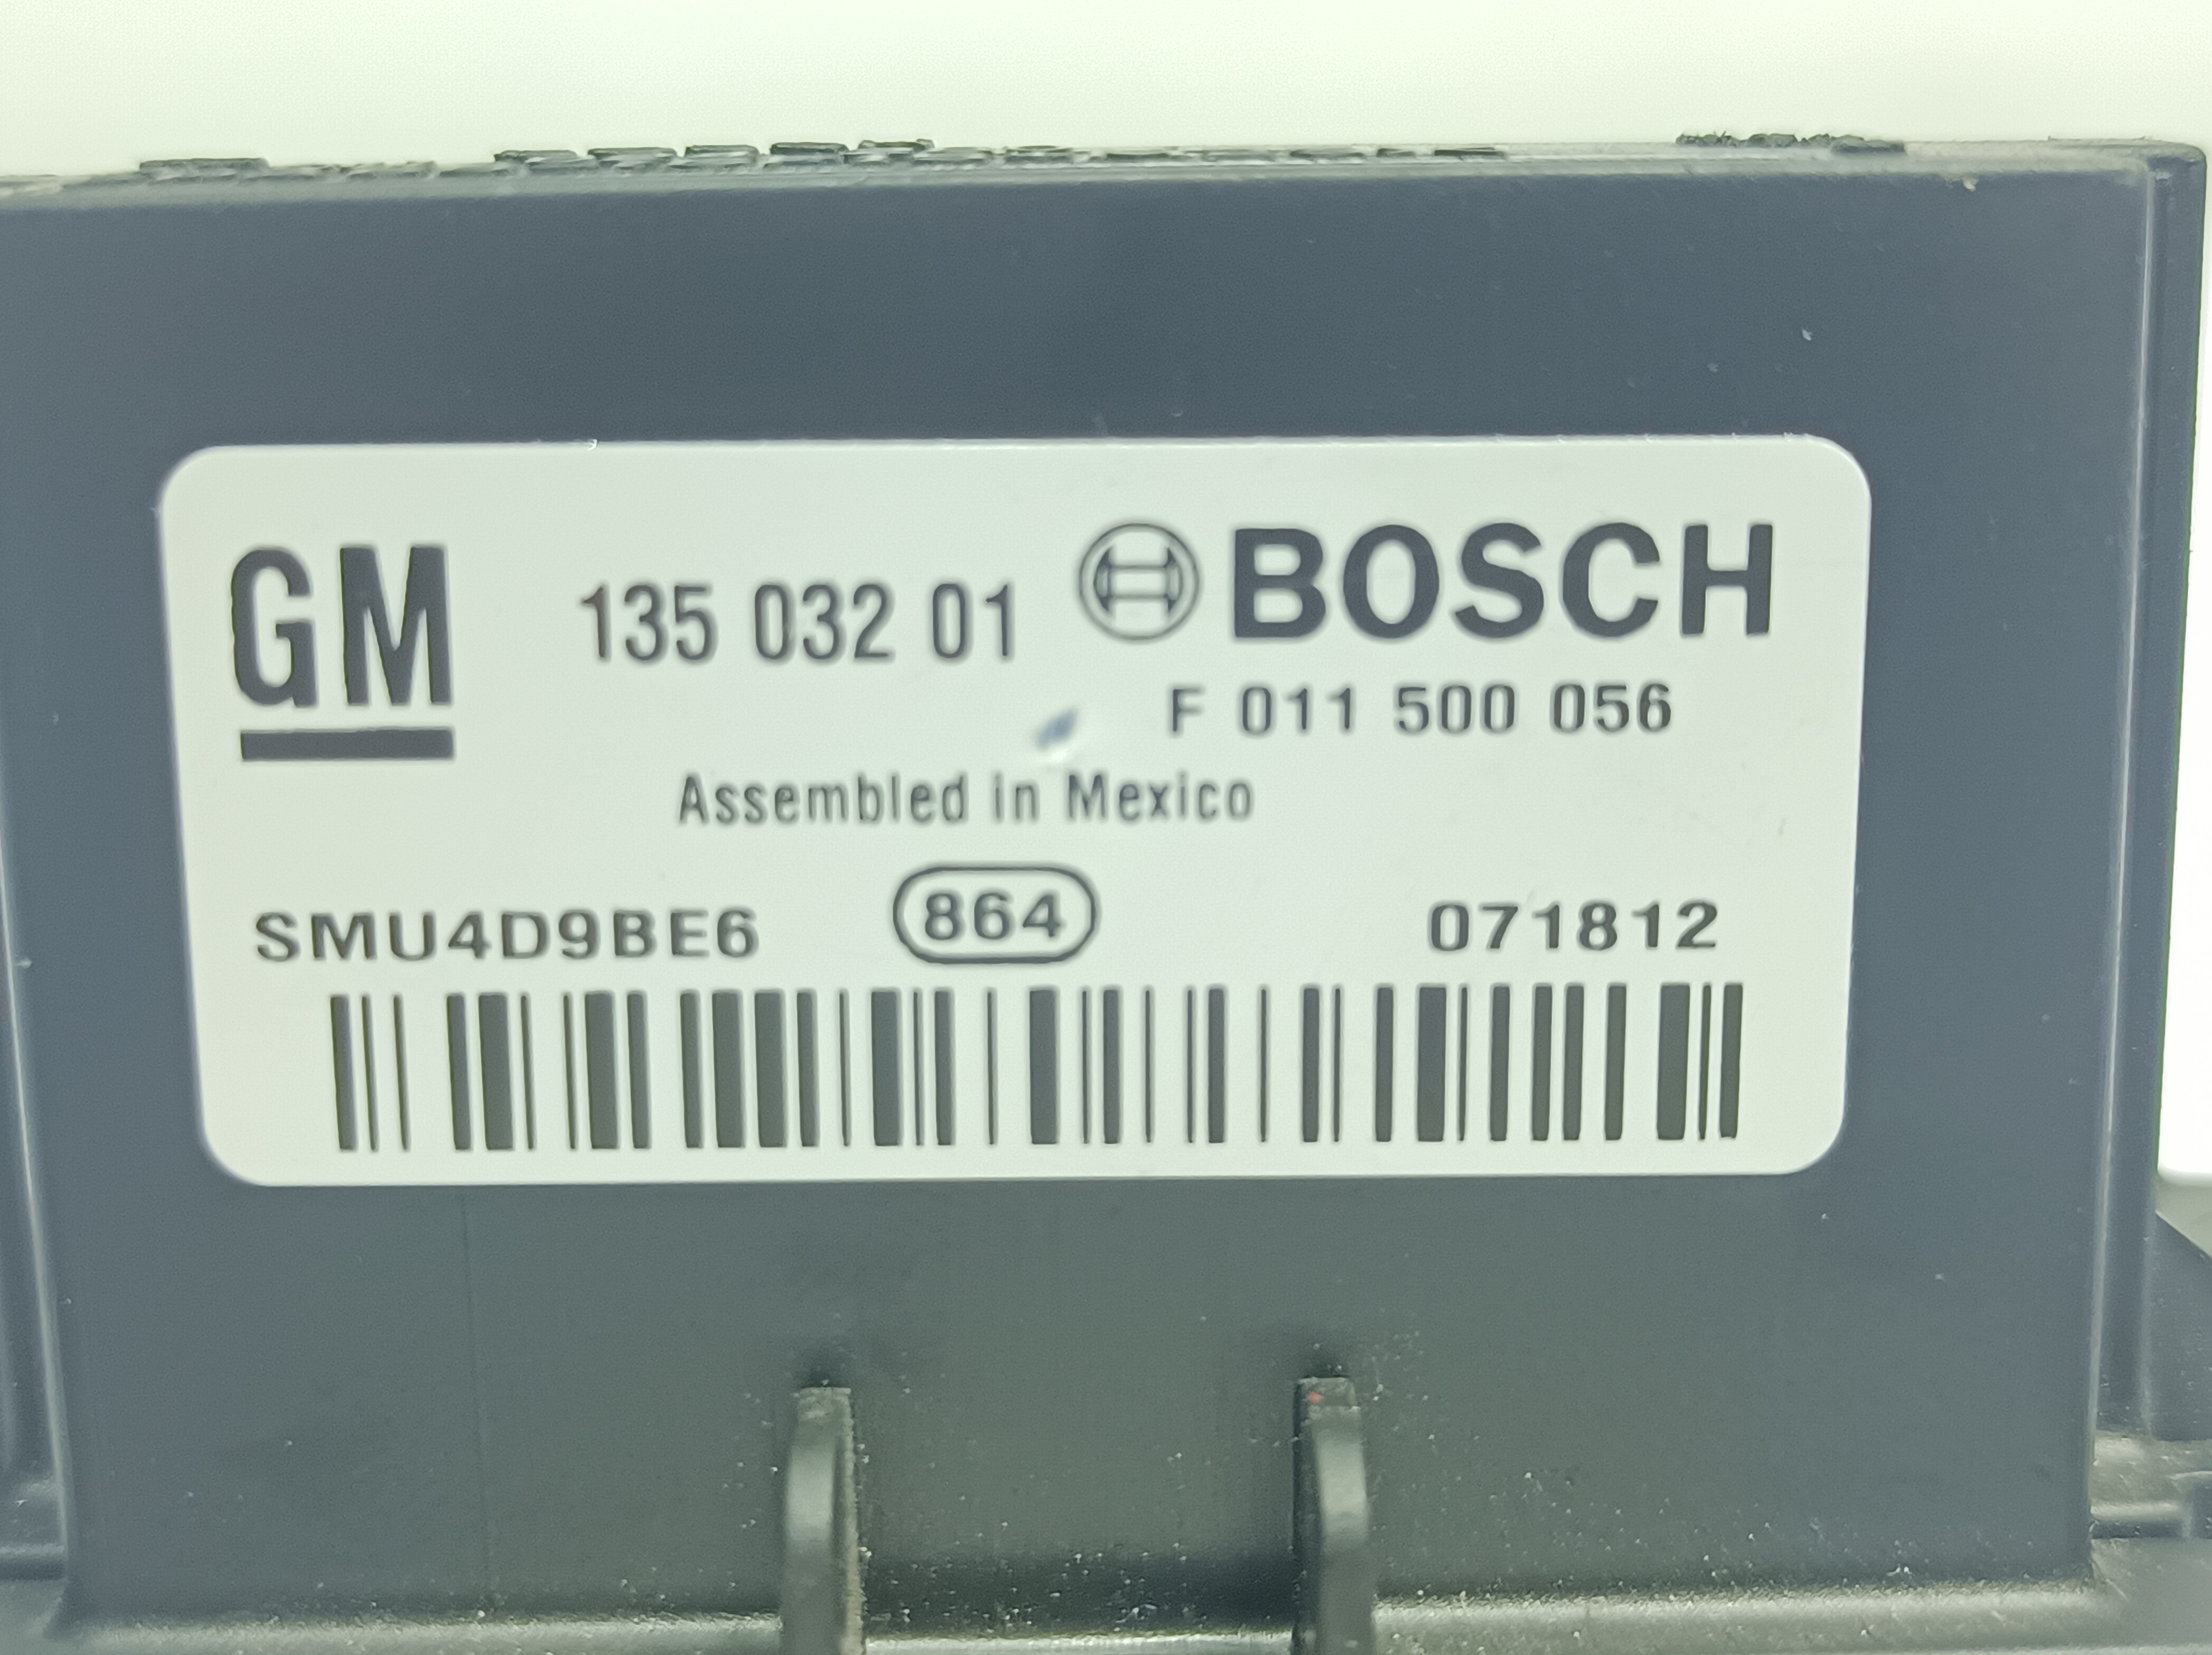 GM 135 032 01 BOSCH
F 011 500 056
Assembled in Mexico
SMU4D9BE6 864 071812